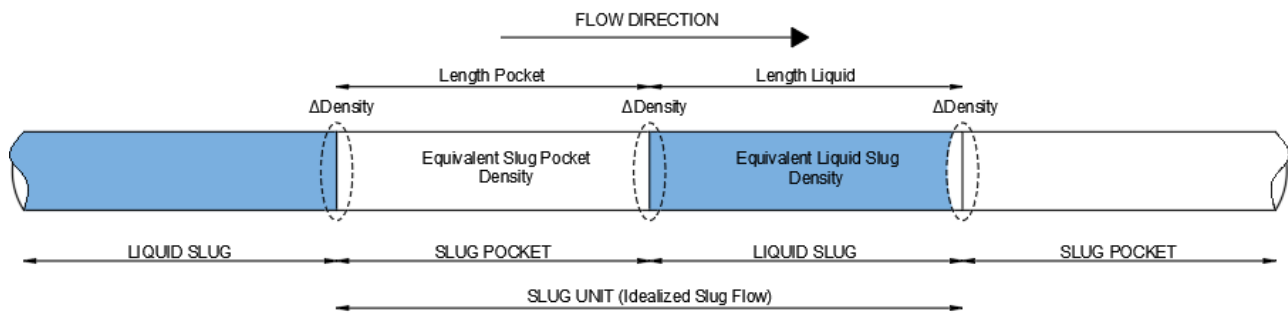 FLOW DIRECTION
Length Pocket
Length Liquid
ΔDensity
ΔDensity
ΔDensity
Equivalent Slug Pocket
Density
Equivalent Liquid Slug
Density
LIQUID SLUG
SLUG POCKET
LIQUID SLUG
SLUG POCKET
SLUG UNIT (Idealized Slug Flow)